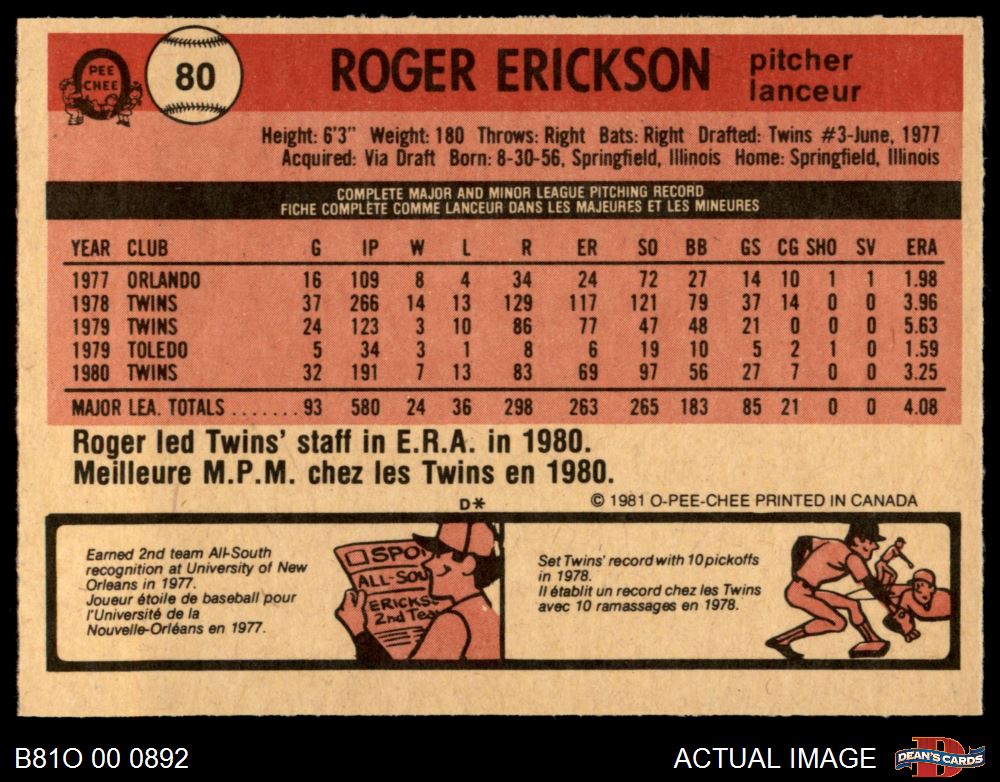 PEE
CHEE
80
ROGER ERICKSON
pitcher
lanceur
Height: 6'3" Weight: 180 Throws: Right Bats: Right Drafted: Twins #3-June, 1977
Acquired: Via Draft Born: 8-30-56, Springfield, Illinois Home: Springfield, Illinois
COMPLETE MAJOR AND MINOR LEAGUE PITCHING RECORD
FICHE COMPLÈTE COMME LANCEUR DANS LES MAJEURES ET LES MINEURES
YEAR CLUB G IP W L R ER SO BB GS CG SHO SV ERA
1977 ORLANDO 16 109 8 4 34 24 72 27 14 10 1 1 1.98
1978 TWINS 37 266 14 13 129 117 121 79 37 14 0 0 3.96
1979 TWINS 24 123 3 10 86 77 47 48 21 0 0 0 5.63
1979 TOLEDO 5 34 3 1 8 6 19 10 5 2 1 0 1.59
1980 TWINS 32 191 7 13 83 69 97 56 27 7 0 0 3.25
MAJOR LEA. TOTALS ....... 93 580 24 36 298 263 265 183 85 21 0 0 4.08
Roger led Twins' staff in E.R.A. in 1980.
Meilleure M.P.M. chez les Twins en 1980.
D* © 1981 O-PEE-CHEE PRINTED IN CANADA
Earned 2nd team All-South
recognition at University of New
Orleans in 1977.
Joueur étoile de baseball pour
l'Université de la
Nouvelle-Orléans en 1977.
SPO
ALL-SOU
ERICKS
2nd Tea
Set Twins' record with 10 pickoffs
in 1978.
Il établit un record chez les Twins
avec 10 ramassages en 1978.
B81O 00 0892
ACTUAL IMAGE
D
DEAN'S CARDS